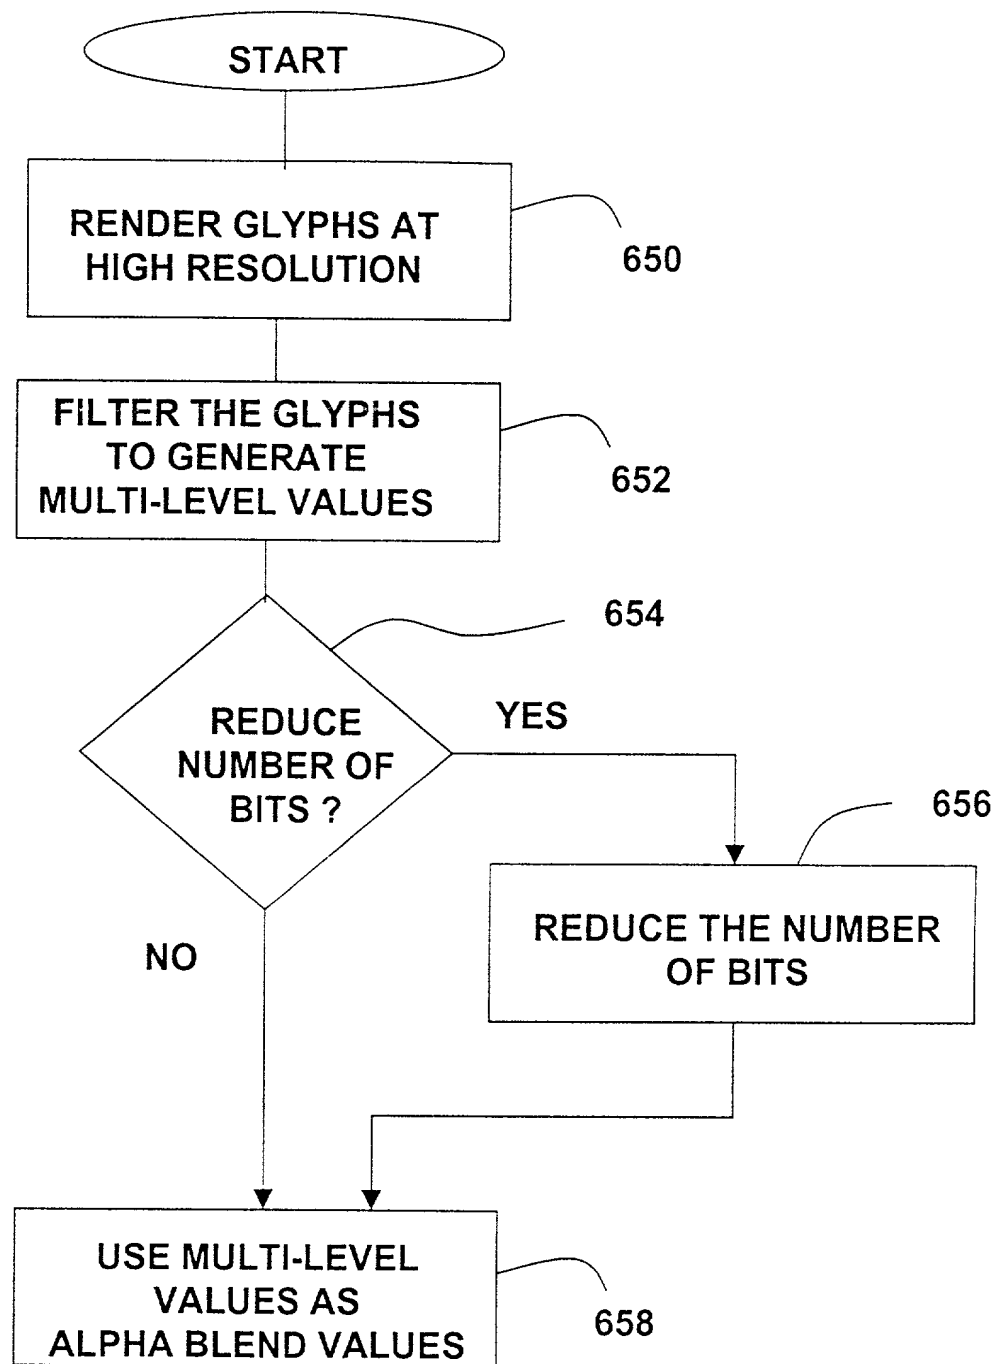 START
RENDER GLYPHS AT
HIGH RESOLUTION
650
FILTER THE GLYPHS
TO GENERATE
MULTI-LEVEL VALUES
652
654
REDUCE
NUMBER OF
BITS ?
YES
656
REDUCE THE NUMBER
OF BITS
NO
USE MULTI-LEVEL
VALUES AS
ALPHA BLEND VALUES
658